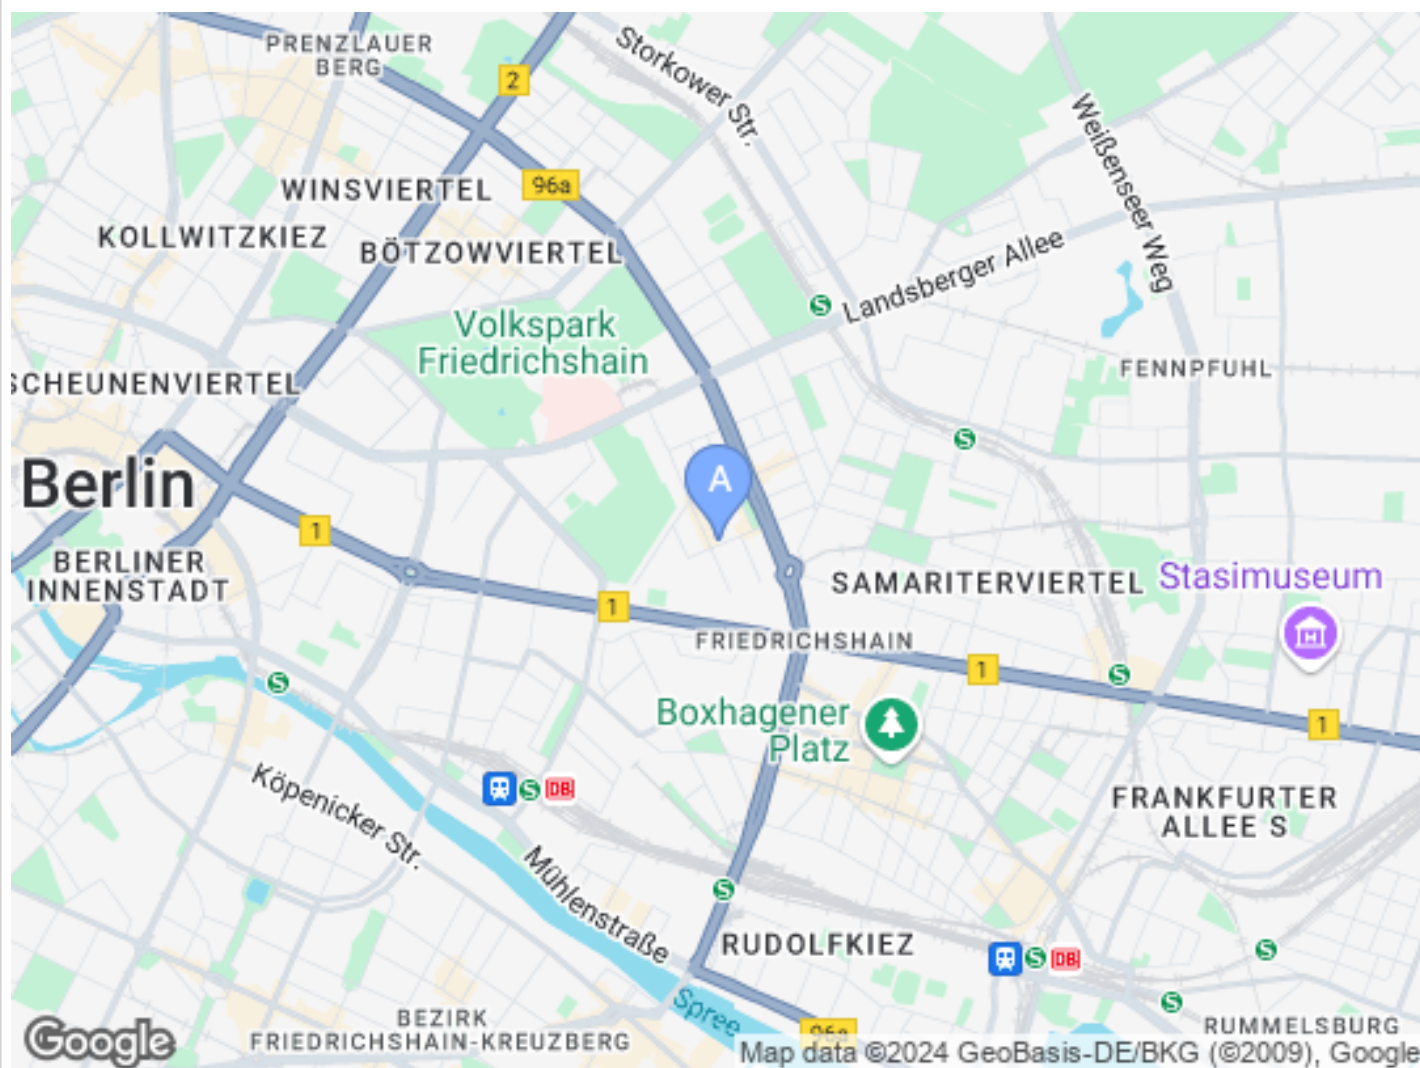 PRENZLAUER
BERG
Storkower Str.
2
Weißenseer Weg
WINSVIERTEL
96a
KOLLWITZKIEZ
BÖTZOWVIERTEL
Landsberger Allee
S
Volkspark
Friedrichshain
FENNPFUHL
SCHEUNENVIERTEL
S
Berlin
A
1
BERLINER
INNENSTADT
SAMARITERVIERTEL
Stasimuseum
1
FRIEDRICHSHAIN
1
S
S
Boxhagener
Platz
1
Köpenicker Str.
S
DB
FRANKFURTER
ALLEE S
Mühlenstraße
S
RUDOLFKIEZ
S
DB
S
Spree
S
BEZIRK
FRIEDRICHSHAIN-KREUZBERG
96a
RUMMELSBURG
Google
Map data ©2024 GeoBasis-DE/BKG (©2009), Google